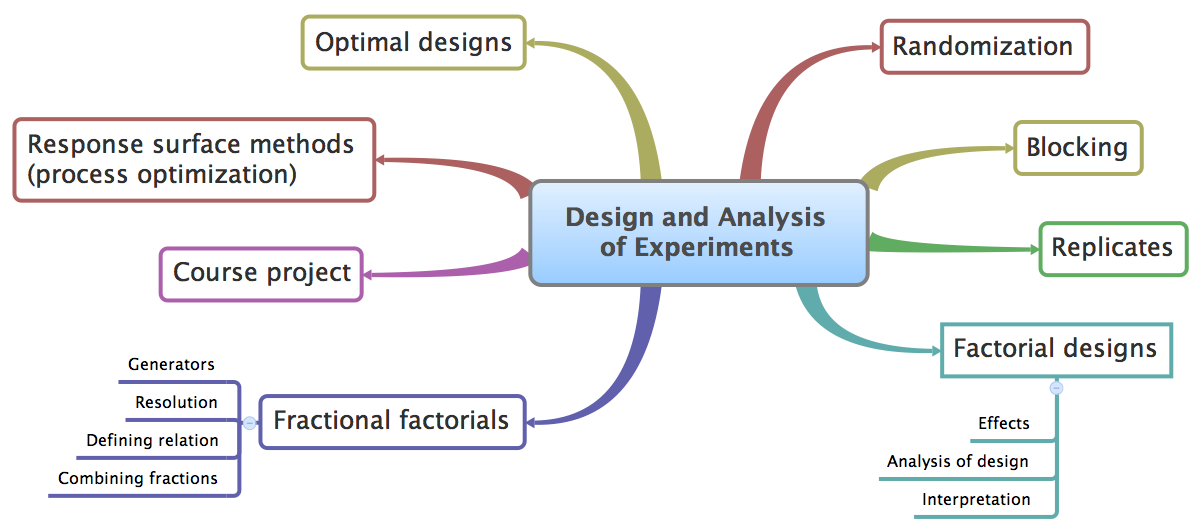 Optimal designs
Randomization
Response surface methods
(process optimization)
Blocking
Design and Analysis
of Experiments
Replicates
Course project
Factorial designs
Generators
Resolution
Defining relation
Combining fractions
Fractional factorials
Effects
Analysis of design
Interpretation